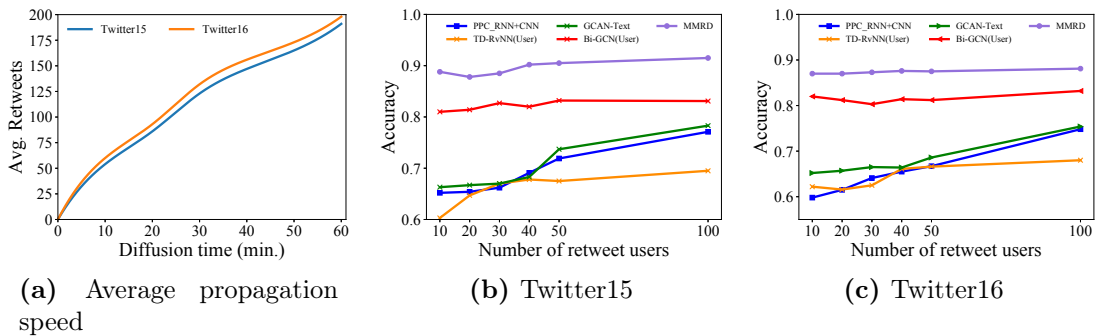 Avg. Retweets
200
175
150
125
100
75
50
25
0
0 10 20 30 40 50 60
Diffusion time (min.)
Twitter15 Twitter16
(a) Average propagation
speed
Accuracy
1.0
0.9
0.8
0.7
0.6
10 20 30 40 50 100
Number of retweet users
PPC_RNN+CNN GCAN-Text MMRD
TD-RvNN(User) Bi-GCN(User)
(b) Twitter15
Accuracy
1.0
0.9
0.8
0.7
0.6
10 20 30 40 50 100
Number of retweet users
PPC_RNN+CNN GCAN-Text MMRD
TD-RvNN(User) Bi-GCN(User)
(c) Twitter16